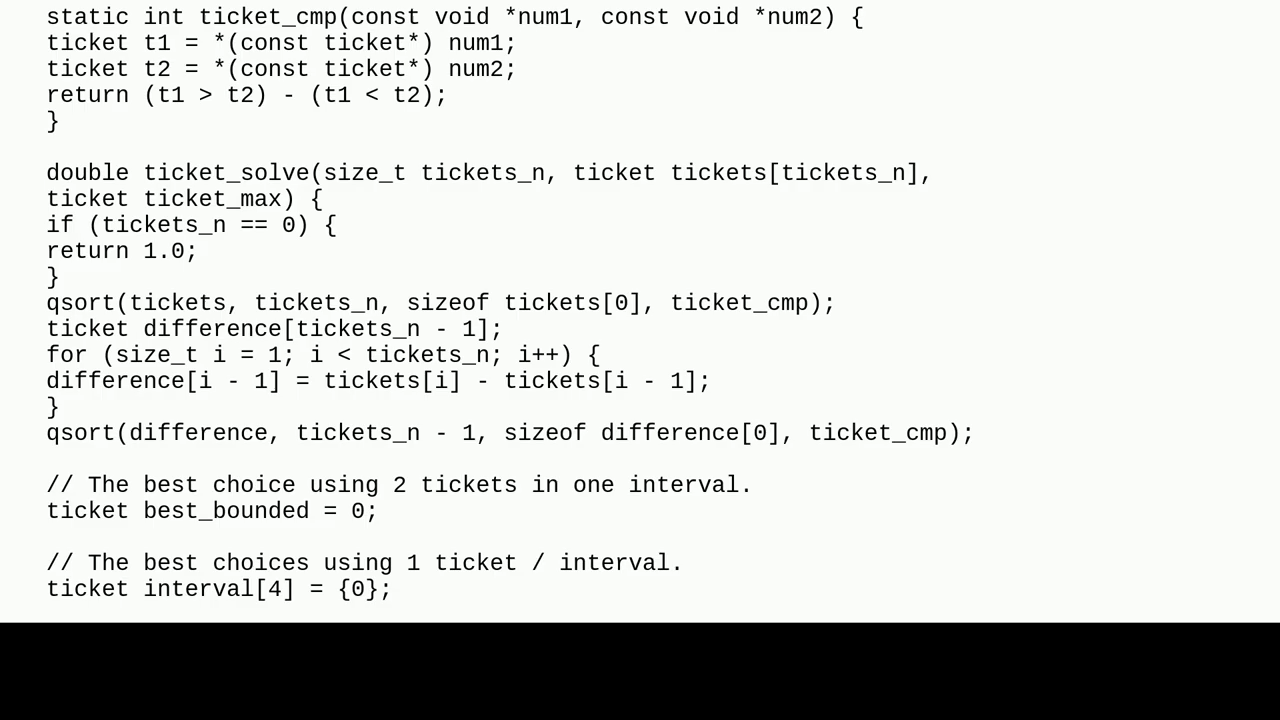 static int ticket_cmp(const void *num1, const void *num2) {
ticket t1 = *(const ticket*) num1;
ticket t2 = *(const ticket*) num2;
return (t1 > t2) - (t1 < t2);
}

double ticket_solve(size_t tickets_n, ticket tickets[tickets_n],
ticket ticket_max) {
if (tickets_n == 0) {
return 1.0;
}
qsort(tickets, tickets_n, sizeof tickets[0], ticket_cmp);
ticket difference[tickets_n - 1];
for (size_t i = 1; i < tickets_n; i++) {
difference[i - 1] = tickets[i] - tickets[i - 1];
}
qsort(difference, tickets_n - 1, sizeof difference[0], ticket_cmp);

// The best choice using 2 tickets in one interval.
ticket best_bounded = 0;

// The best choices using 1 ticket / interval.
ticket interval[4] = {0};